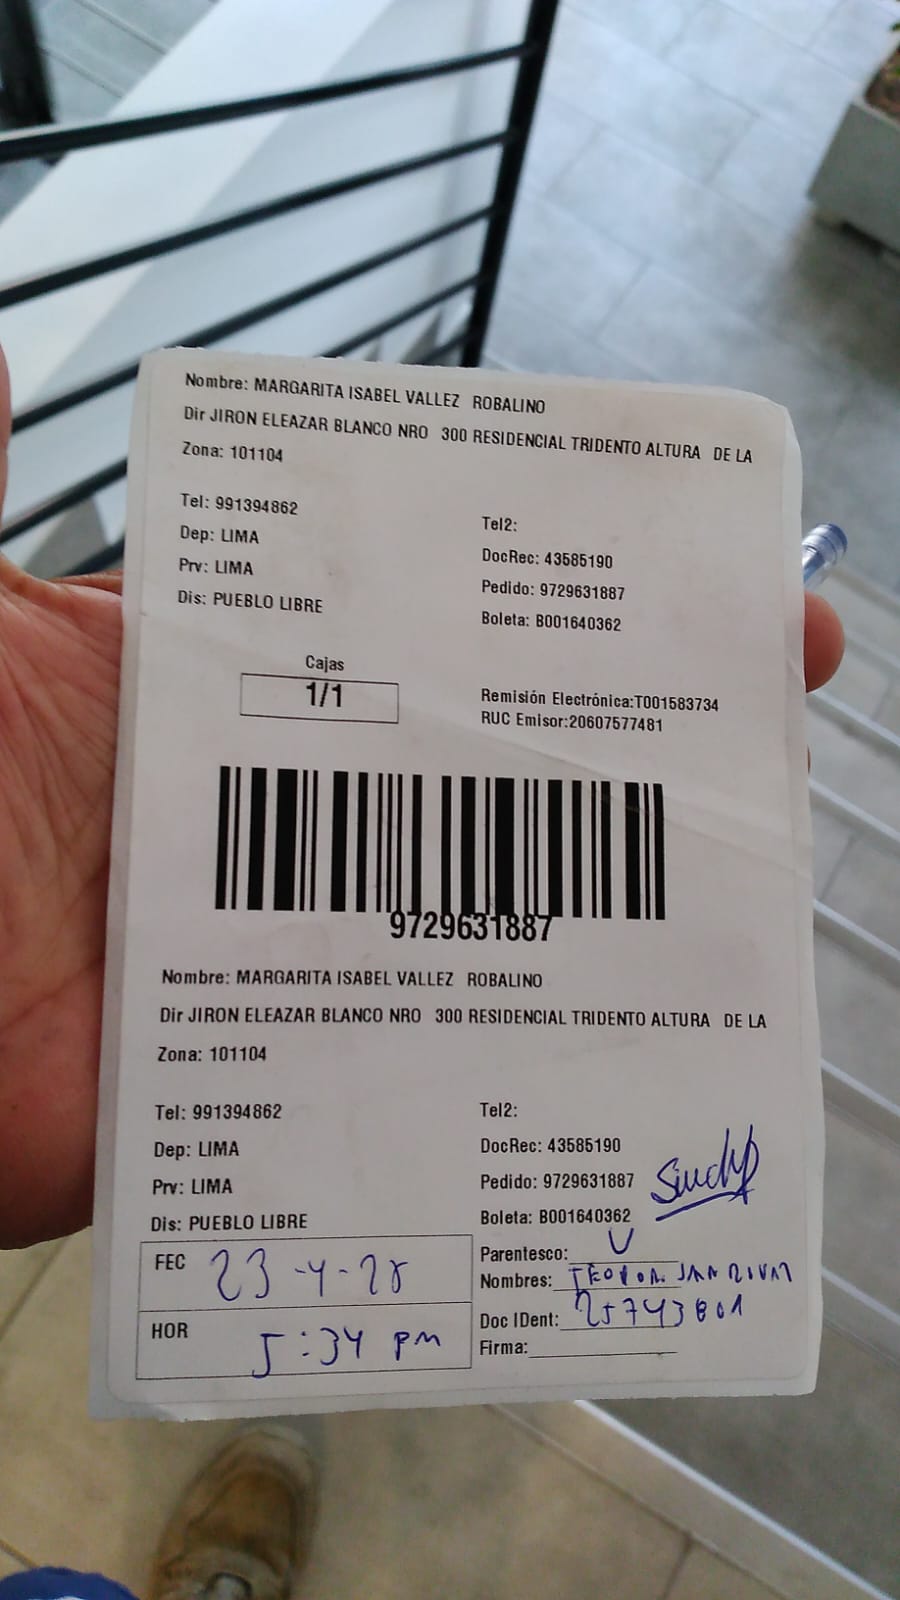 Nombre: MARGARITA ISABEL VALLEZ ROBALINO
Dir JIRON ELEAZAR BLANCO NRO 300 RESIDENCIAL TRIDENTO ALTURA DE LA
Zona: 101104
Tel: 991394862
Tel2:
Dep: LIMA
DocRec: 43585190
Prv: LIMA
Pedido: 9729631887
Dis: PUEBLO LIBRE
Boleta: B001640362
Cajas
1/1
Remisión Electrónica:T001583734
RUC Emisor:20607577481
9729631887
Nombre: MARGARITA ISABEL VALLEZ ROBALINO
Dir JIRON ELEAZAR BLANCO NRO 300 RESIDENCIAL TRIDENTO ALTURA DE LA
Zona: 101104
Tel: 991394862
Tel2:
Dep: LIMA
DocRec: 43585190
Prv: LIMA
Pedido: 9729631887
Dis: PUEBLO LIBRE
Boleta: B001640362
FEC
Parentesco:
Nombres:
HOR 5:34 pm
Doc IDent:
Firma: